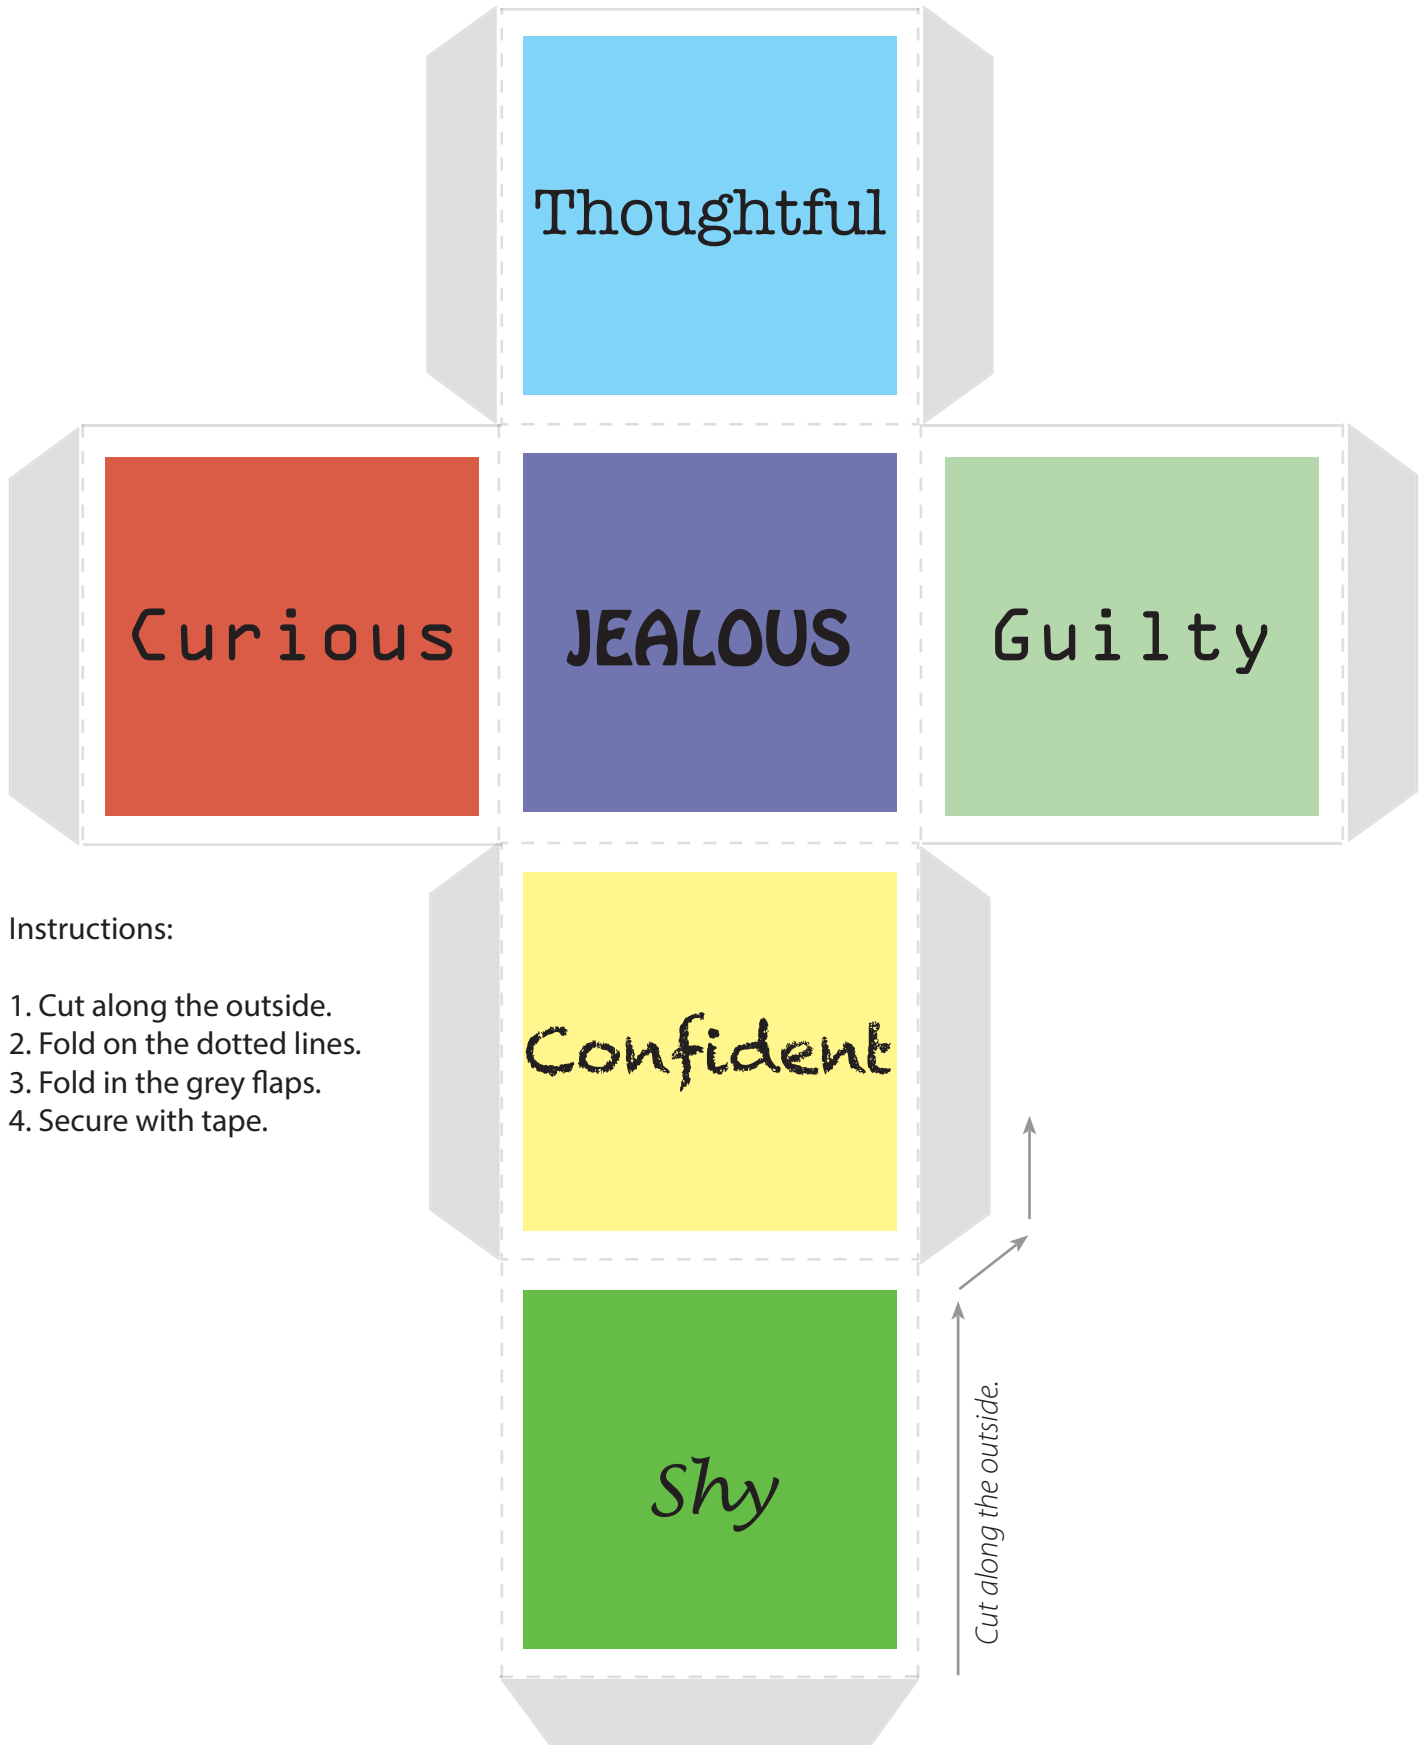 Thoughtful
Curious
JEALOUS
Guilty
Instructions:
1. Cut along the outside.
2. Fold on the dotted lines.
3. Fold in the grey flaps.
4. Secure with tape.
Confident
Shy
Cut along the outside.